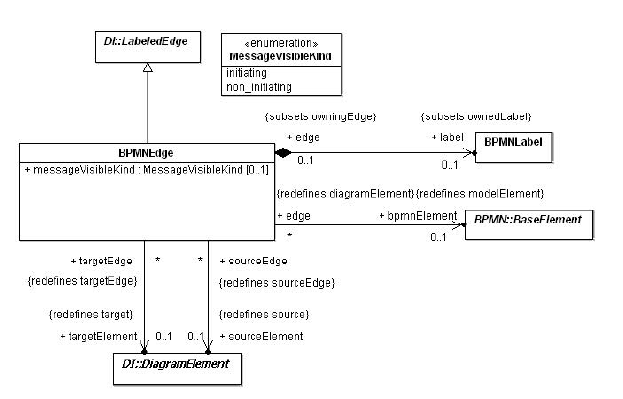 DI::LabeledEdge
«enumeration»
MessageVisibleKind
initiating
non_initiating
{subsets owningEdge} {subsets ownedLabel}
+ edge + label
BPMNEdge
BPMNLabel
0..1 0..1
+ messageVisibleKind : MessageVisibleKind [0..1]
{redefines diagramElement}{redefines modelElement}
+ edge + bpmnElement
BPMN::BaseElement
* 0..1
+ targetEdge * * + sourceEdge
{redefines targetEdge} {redefines sourceEdge}
{redefines target} {redefines source}
+ targetElement 0..1 0..1 + sourceElement
DI::DiagramElement